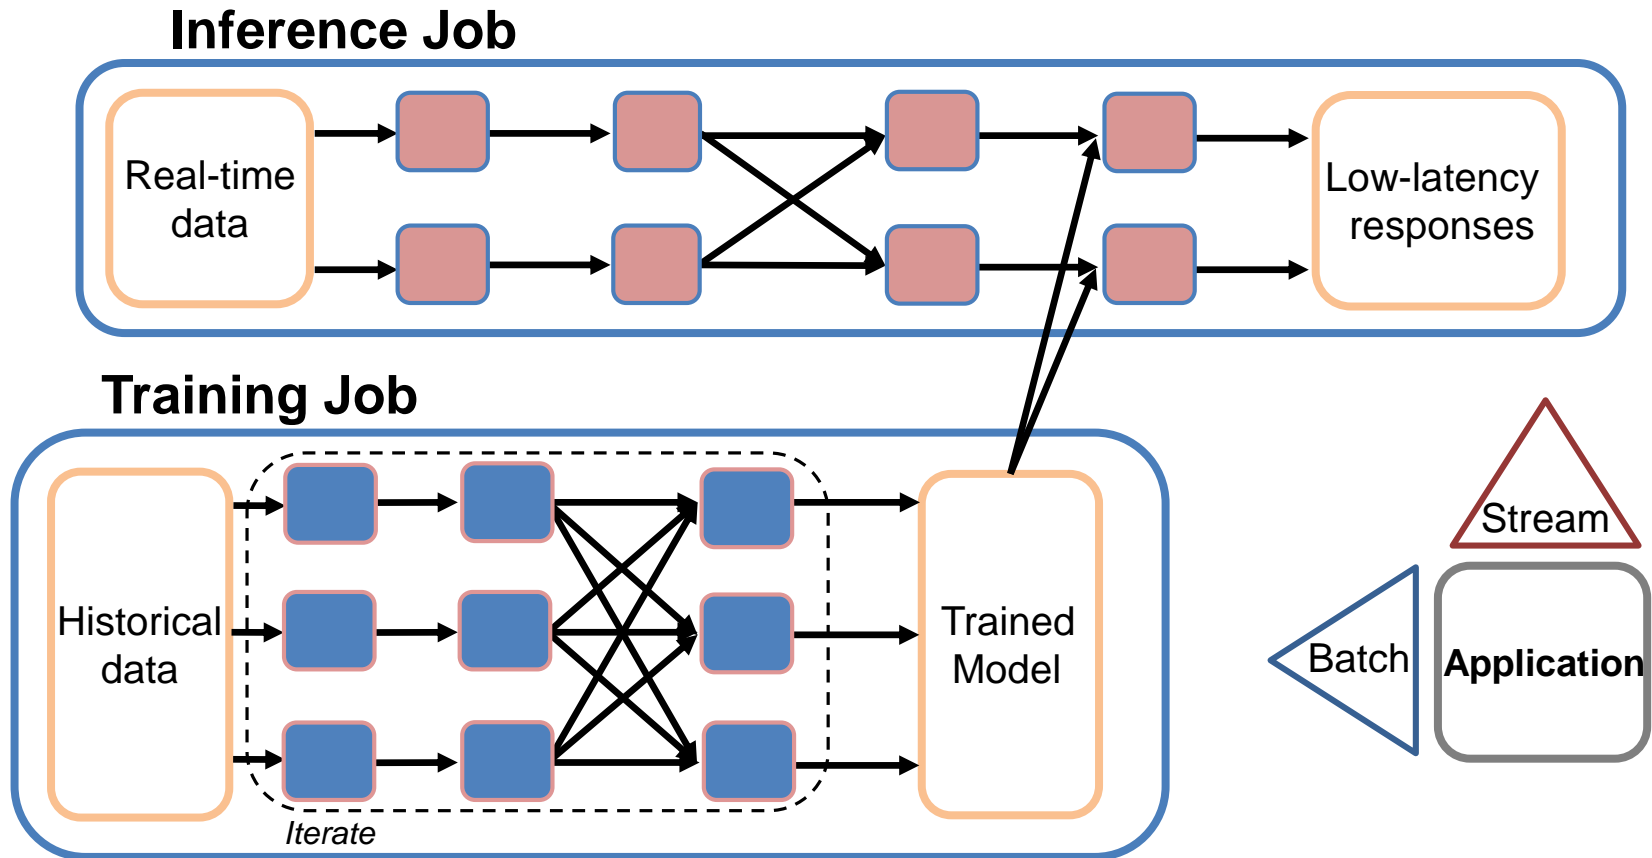 Inference Job
Real-time
data
Low-latency
responses
Training Job
Historical
data
Iterate
Trained
Model
Stream
Batch
Application